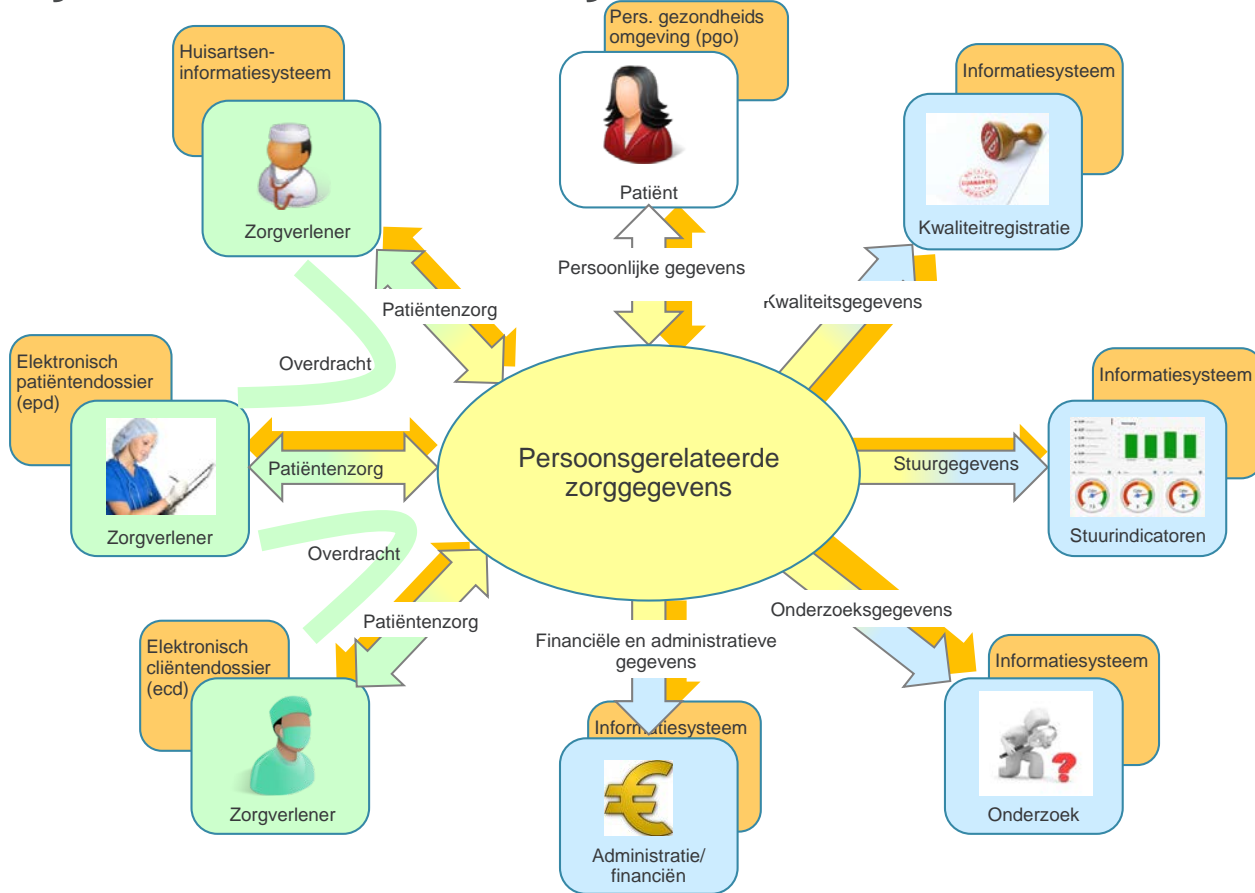 Pers. gezondheids
omgeving (pgo)
Patiënt
Huisartsen-
informatiesysteem
Zorgverlener
Informatiesysteem
Kwaliteitregistratie
Persoonlijke gegevens
Patiëntenzorg
Kwaliteitsgegevens
Overdracht
Elektronisch
patiëntendossier
(epd)
Zorgverlener
Patiëntenzorg
Persoonsgerelateerde
zorggegevens
Stuurgegevens
Informatiesysteem
Stuurindicatoren
Overdracht
Patiëntenzorg
Elektronisch
cliëntendossier
(ecd)
Zorgverlener
Financiële en administratieve
gegevens
Informatiesysteem
Administratie/
financiën
Onderzoeksgegevens
Informatiesysteem
Onderzoek